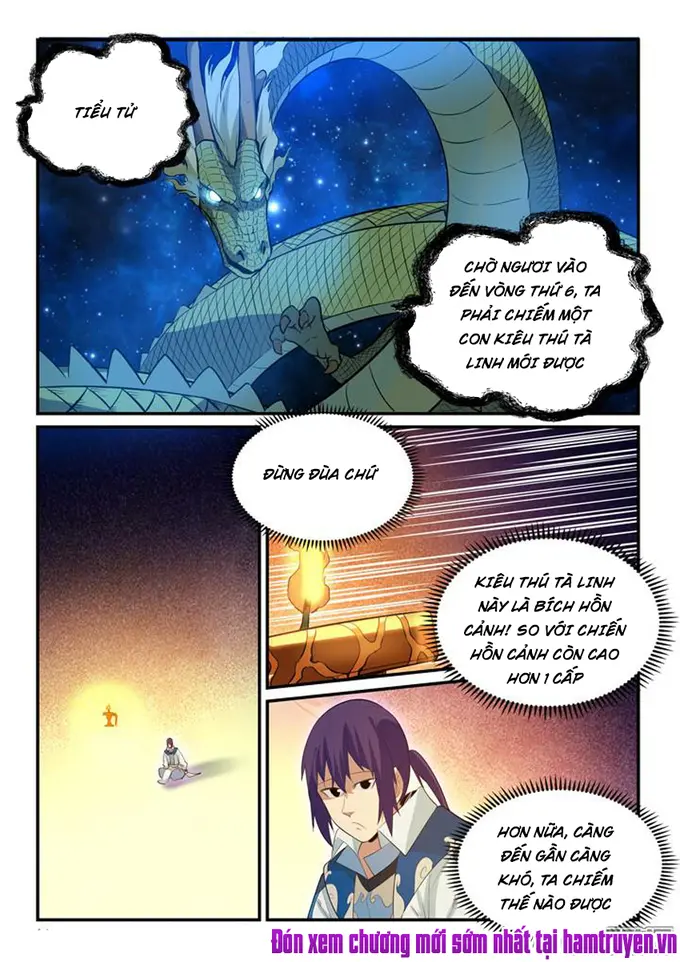 TIỂU TỬ
CHỜ NGƯƠI VÀO
ĐẾN VÒNG THỨ 6, TA
PHẢI CHIẾM MỘT
CON KIÊU THÚ TÀ
LINH MỚI ĐƯỢC
ĐỪNG ĐÙA CHỨ
KIÊU THÚ TÀ LINH
NÀY LÀ BÍCH HỒN
CẢNH! SO VỚI CHIẾN
HỒN CẢNH CÒN CAO
HƠN 1 CẤP
HƠN NỮA, CÀNG
ĐẾN GẦN CÀNG
KHÓ, TA CHIẾM
THẾ NÀO ĐƯỢC
Đón xem chương mới sớm nhất tại hamtruyen.vn